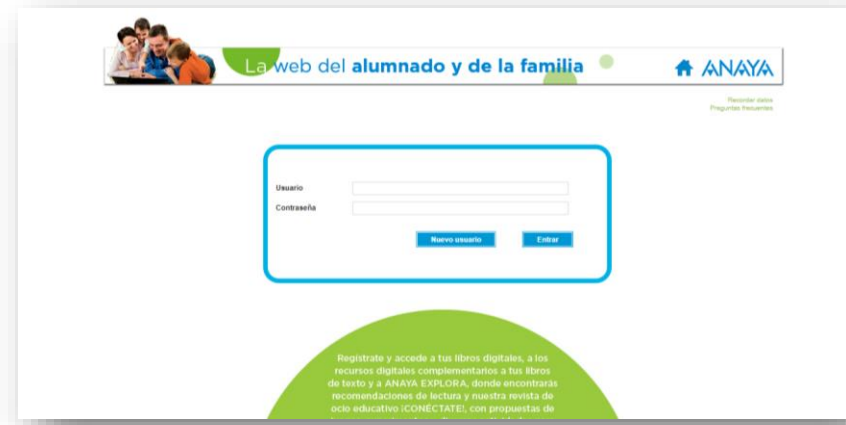 La web del alumnado y de la familia
ANAYA
Recordar datos
Preguntas frecuentes
Usuario
Contraseña
Nuevo usuario
Entrar
Regístrate y accede a tus libros digitales, a los
recursos digitales complementarios a tus libros
de texto y a ANAYA EXPLORA, donde encontrarás
recomendaciones de lectura y nuestra revista de
ocio educativo ¡CONÉCTATE!, con propuestas de